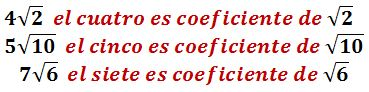 4√2 el cuatro es coeficiente de √2
5√10 el cinco es coeficiente de √10
7√6 el siete es coeficiente de √6